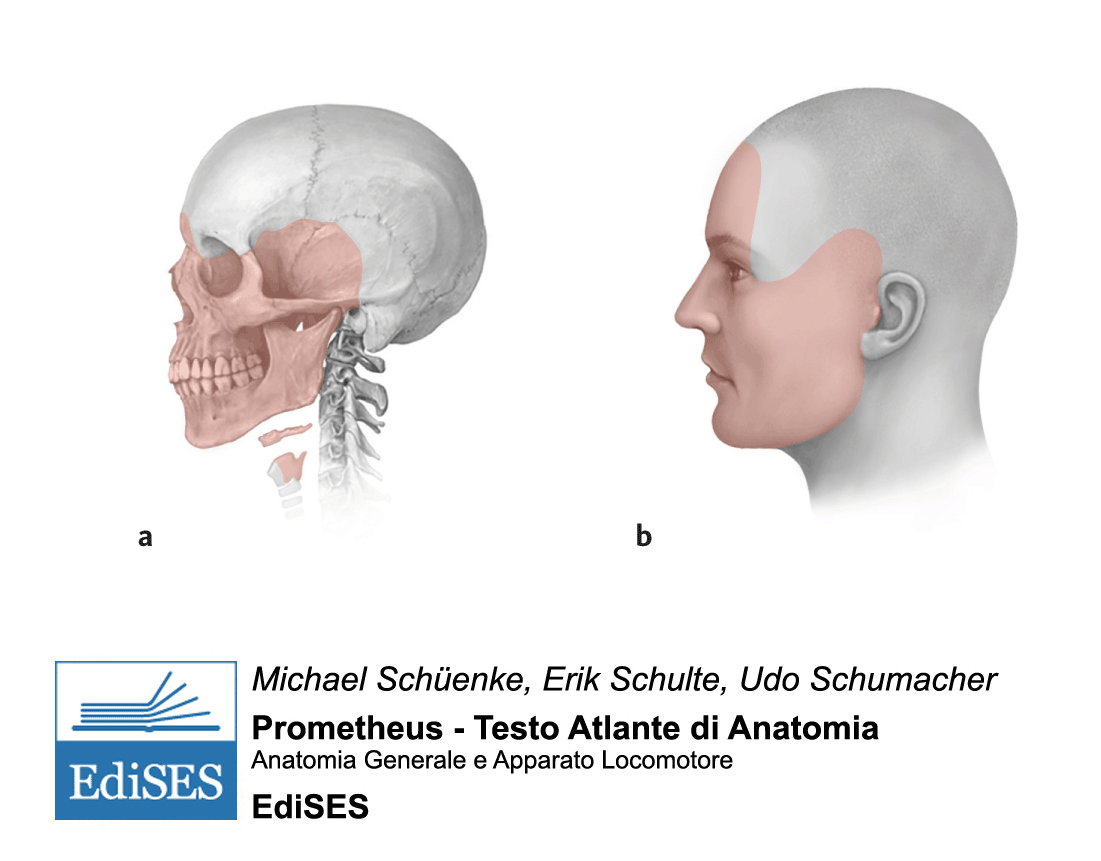 a
b
Michael Schüenke, Erik Schulte, Udo Schumacher
Prometheus - Testo Atlante di Anatomia
Anatomia Generale e Apparato Locomotore
EdiSES
EdiSES